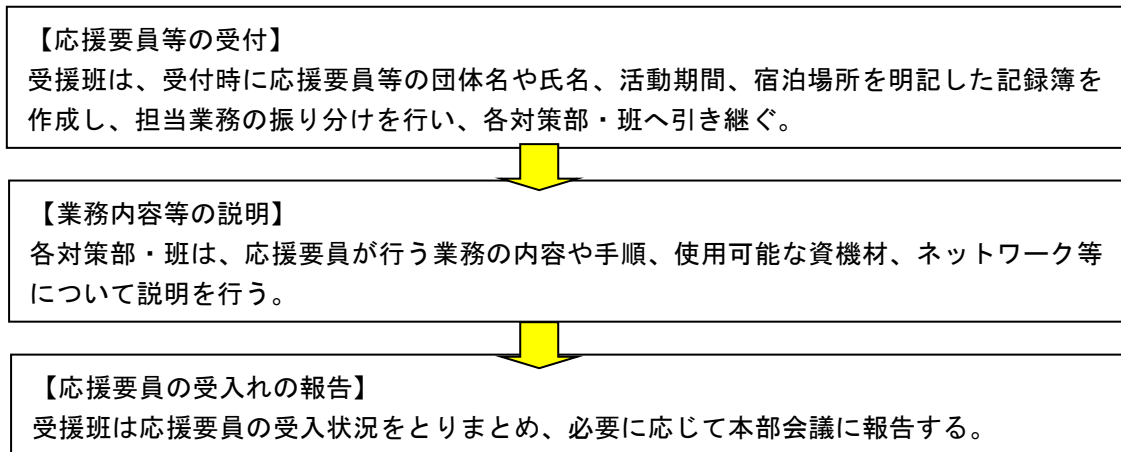 【応援要員等の受付】
受援班は、受付時に応援要員等の団体名や氏名、活動期間、宿泊場所を明記した記録簿を
作成し、担当業務の振り分けを行い、各対策部・班へ引き継ぐ。
【業務内容等の説明】
各対策部・班は、応援要員が行う業務の内容や手順、使用可能な資機材、ネットワーク等
について説明を行う。
【応援要員の受入れの報告】
受援班は応援要員の受入状況をとりまとめ、必要に応じて本部会議に報告する。